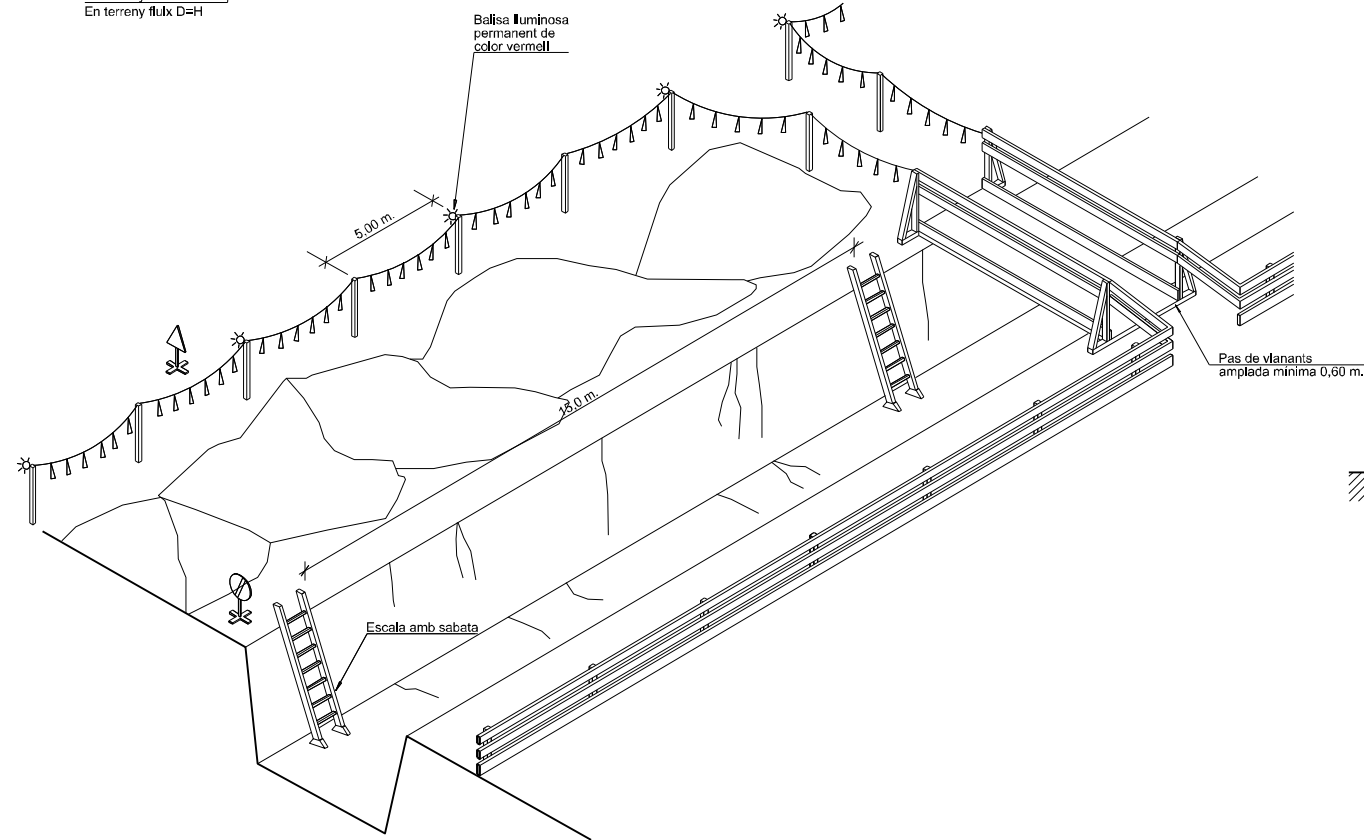 En terreny fluix D=H
Balisa lluminosa
permanent de
color vermell
5,00 m.
15,0 m.
Pas de vianants
amplada mínima 0,60 m.
Escala amb sabata